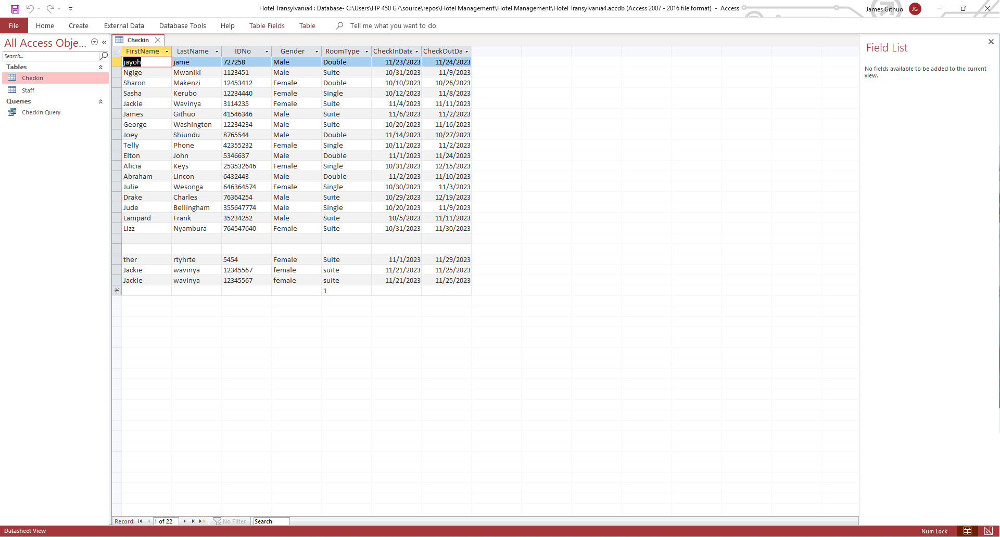 Hotel Transylvania4 : Database- C:\Users\HP 450 G7\source\repos\Hotel Management\Hotel Management\Hotel Transylvania4.accdb (Access 2007 - 2016 file format) - Access
James Githuo JG
File Home Create External Data Database Tools Help Table Fields Table Tell me what you want to do
All Access Obje...
Search...
Tables
Checkin
Staff
Queries
Checkin Query
Checkin
FirstName LastName IDNo Gender RoomType CheckInDate CheckOutDa
jayoh jame 727258 Male Double 11/23/2023 11/24/2023
Ngige Mwaniki 1123451 Male Suite 10/31/2023 11/9/2023
Sharon Makenzi 12453412 Female Double 10/10/2023 10/26/2023
Sasha Kerubo 12234440 Female Single 10/12/2023 11/8/2023
Jackie Wavinya 3114235 Female Suite 11/4/2023 11/11/2023
James Githuo 41546346 Male Suite 11/6/2023 11/2/2023
George Washington 12234234 Male Suite 10/20/2023 11/16/2023
Joey Shiundu 8765544 Male Double 11/14/2023 10/27/2023
Telly Phone 42355232 Female Single 10/11/2023 11/2/2023
Elton John 5346637 Male Double 11/1/2023 11/24/2023
Alicia Keys 253532646 Female Single 10/31/2023 12/15/2023
Abraham Lincon 6432443 Male Double 11/2/2023 11/10/2023
Julie Wesonga 646364574 Female Single 10/30/2023 11/3/2023
Drake Charles 76364254 Male Suite 10/29/2023 12/19/2023
Jude Bellingham 355647774 Male Single 10/20/2023 11/9/2023
Lampard Frank 35234252 Male Suite 10/5/2023 11/11/2023
Lizz Nyambura 764547640 Female Suite 10/31/2023 11/30/2023
ther rtyhrte 5454 Female Suite 11/1/2023 11/29/2023
Jackie wavinya 12345567 female suite 11/21/2023 11/25/2023
Jackie wavinya 12345567 female suite 11/21/2023 11/25/2023
* 1
Field List
No fields available to be added to the current
view.
Record: 1 of 22 No Filter Search
Datasheet View
Num Lock